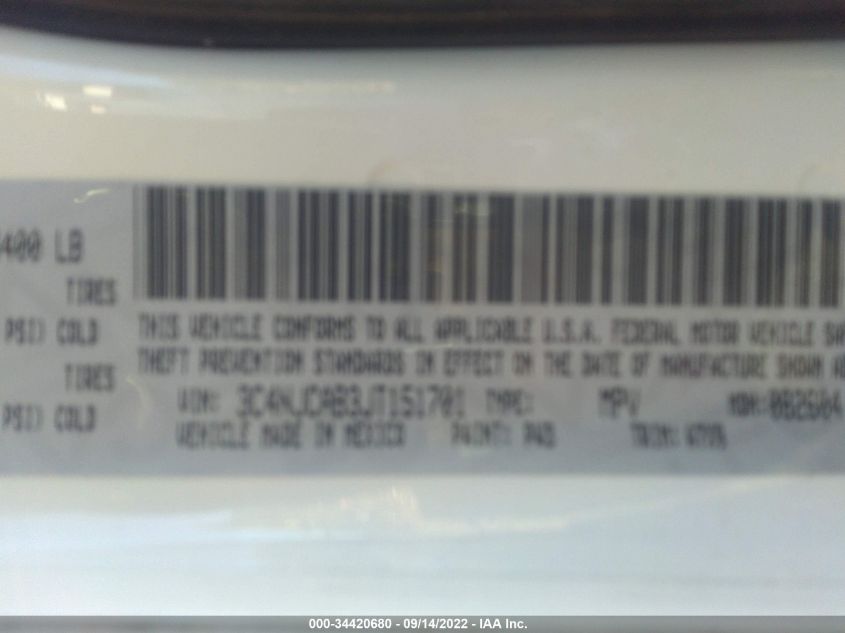 400 LB
TIRES
PSI) COLD
THIS VEHICLE CONFORMS TO ALL APPLICABLE U.S.A. FEDERAL MOTOR VEHICLE
TIRES
THEFT PREVENTION STANDARDS IN EFFECT ON THE DATE OF MANUFACTURE SHOWN
PSI) COLD
VIN: 3C4NJCAB3JT151701 TYPE: MPV
VEHICLE MADE IN MEXICO PAINT: TRIM:
000-34420680 - 09/14/2022 - IAA Inc.